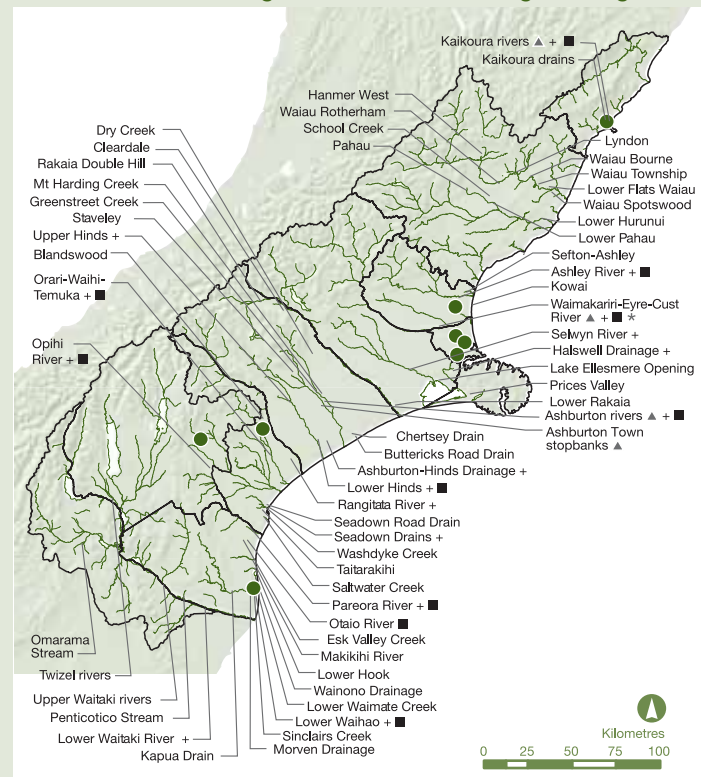 Kaikoura rivers ▲ + ■
Kaikoura drains
Hanmer West
Waiau Rotherham
School Creek
Pahau
Dry Creek
Cleardale
Rakaia Double Hill
Mt Harding Creek
Greenstreet Creek
Staveley
Upper Hinds +
Blandswood
Orari-Waihi-
Temuka + ■
Opihi
River + ■
Lyndon
Waiau Bourne
Waiau Township
Lower Flats Waiau
Waiau Spotswood
Lower Hurunui
Lower Pahau
Sefton-Ashley
Ashley River + ■
Kowai
Waimakariri-Eyre-Cust
River ▲ + ■ *
Selwyn River +
Halswell Drainage +
Lake Ellesmere Opening
Prices Valley
Lower Rakaia
Ashburton rivers ▲ + ■
Ashburton Town
stopbanks ▲
Chertsey Drain
Buttericks Road Drain
Ashburton-Hinds Drainage +
Lower Hinds + ■
Rangitata River +
Seadown Road Drain
Seadown Drains +
Washdyke Creek
Taitarakihi
Saltwater Creek
Pareora River + ■
Otaio River ■
Esk Valley Creek
Makikihi River
Lower Hook
Wainono Drainage
Lower Waimate Creek
Lower Waihao + ■
Sinclairs Creek
Morven Drainage
Omarama
Stream
Twizel rivers
Upper Waitaki rivers
Penticotico Stream
Lower Waitaki River +
Kapua Drain
Kilometres
0 25 50 75 100